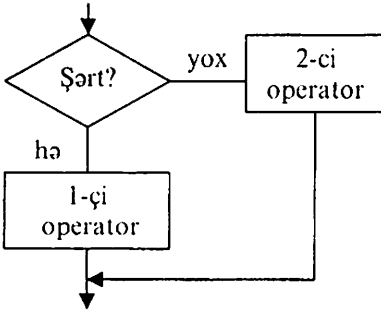 Şərt?
yox
2-ci
operator
hə
1-çi
operator